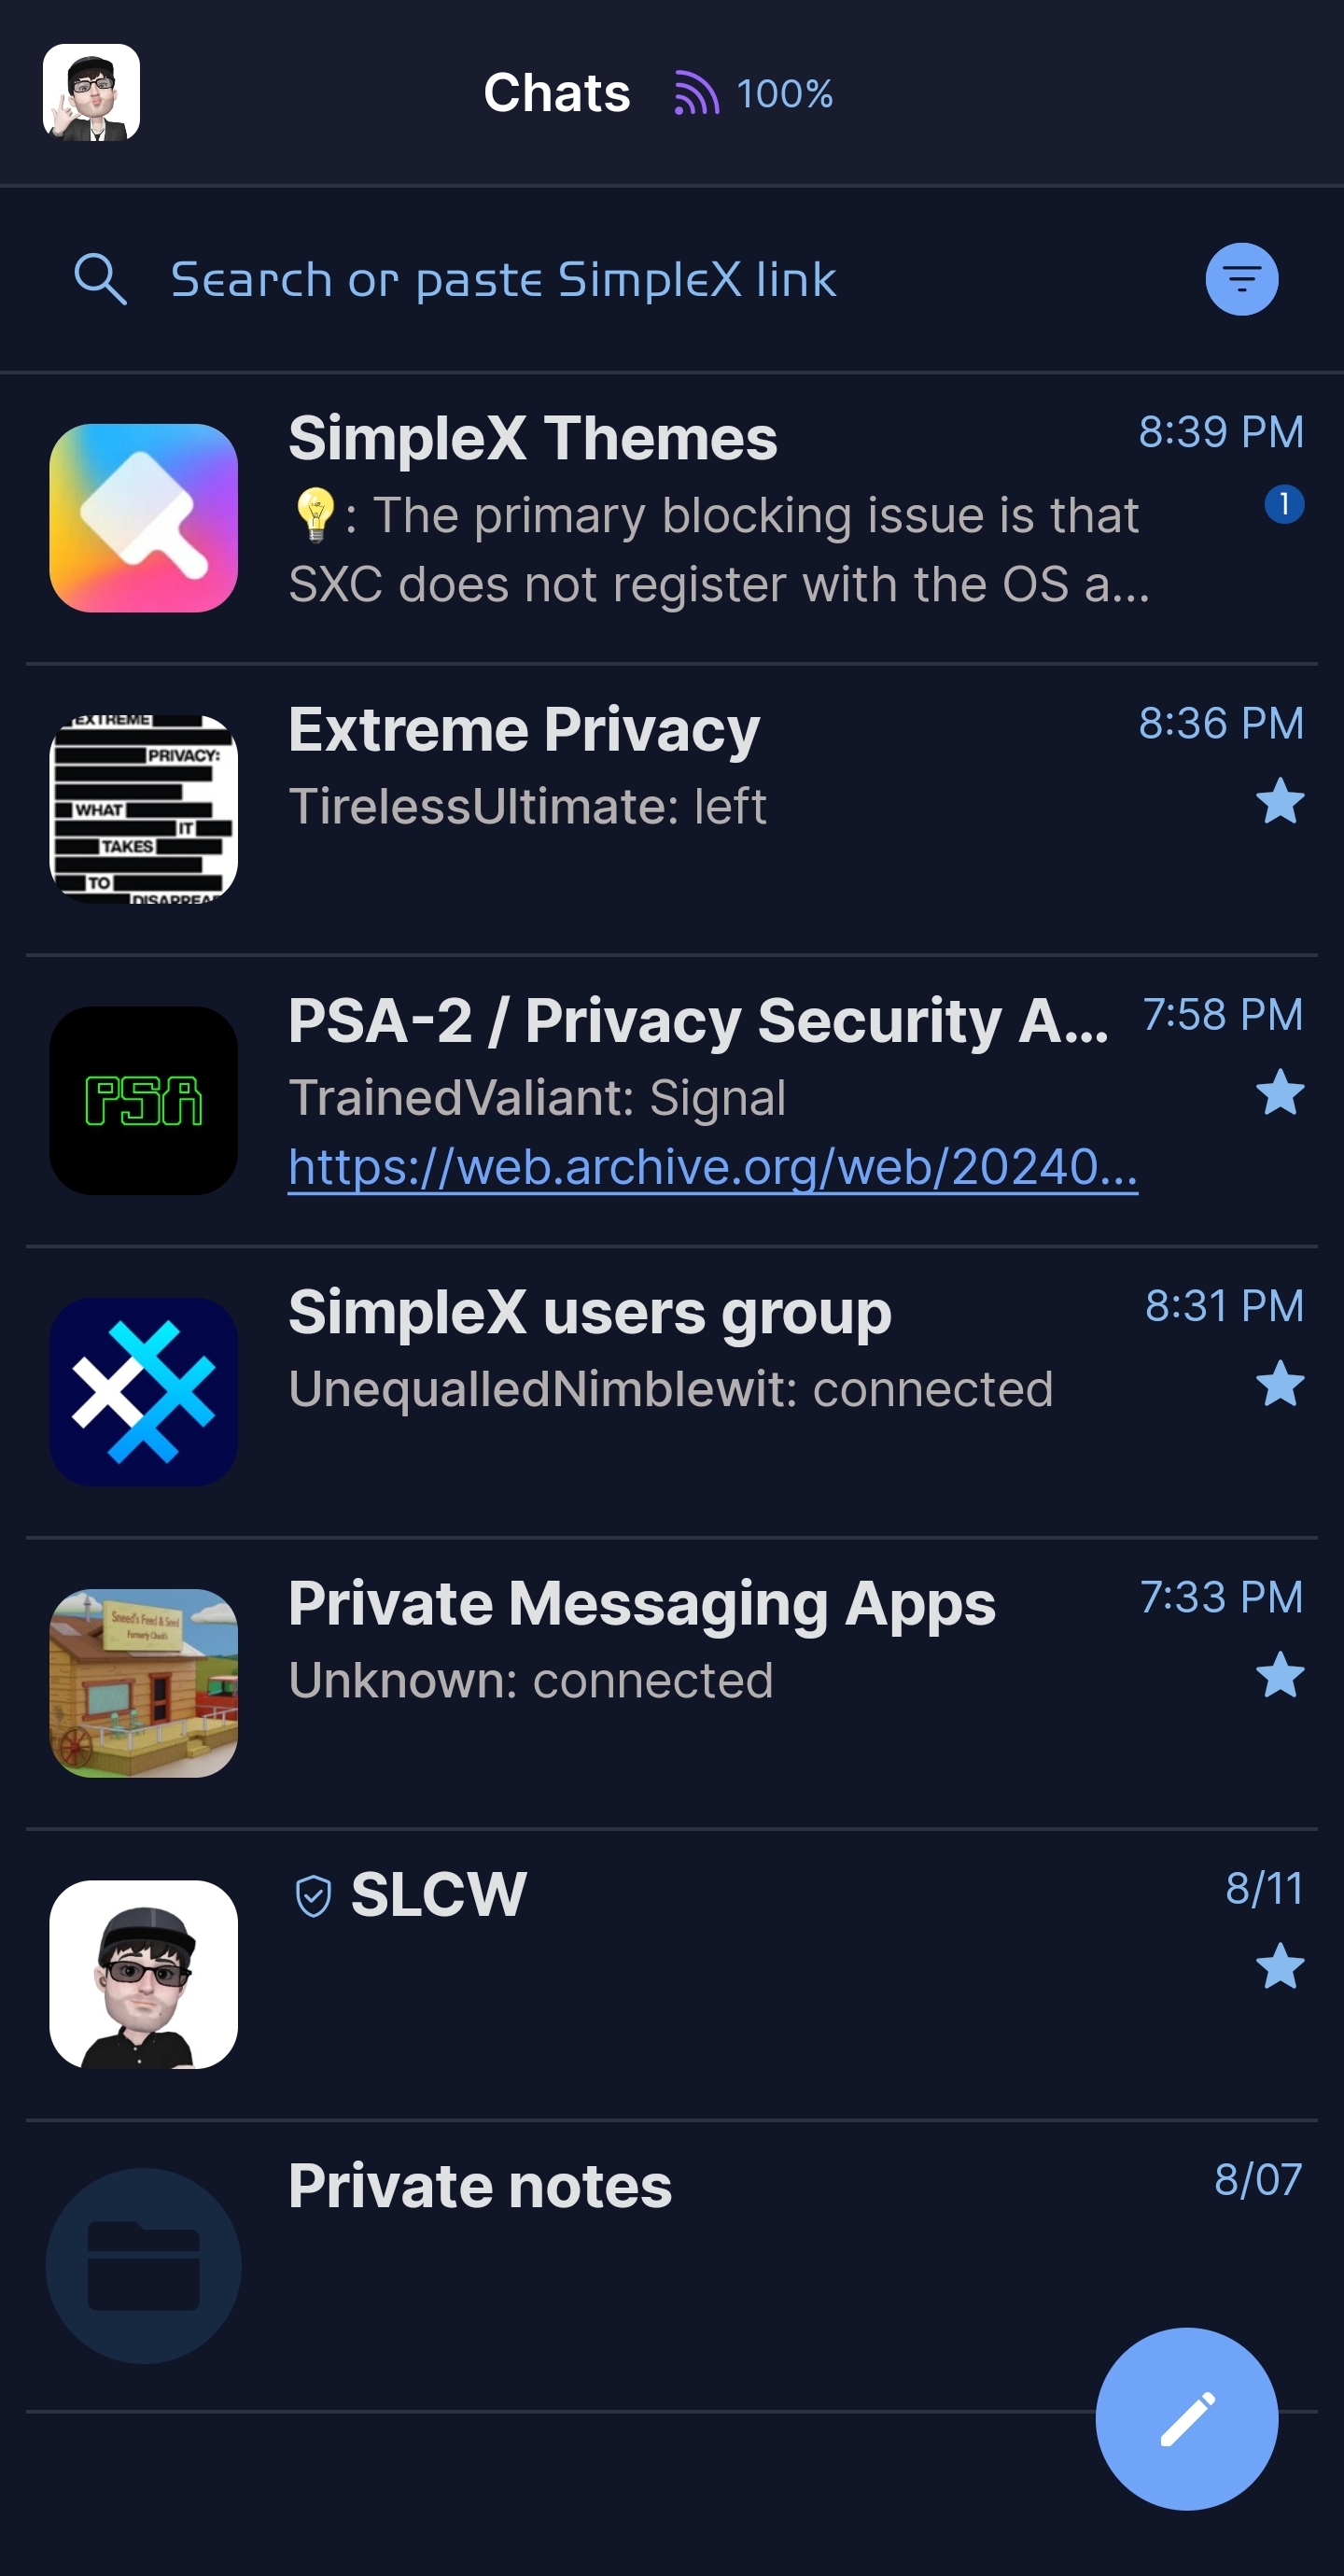 Chats 100%
Search or paste SimpleX link
SimpleX Themes 8:39 PM
💡: The primary blocking issue is that 1
SXC does not register with the OS a...
EXTREME
PRIVACY:
WHAT
IT
TAKES
TO
DISAPPEAR
Extreme Privacy 8:36 PM
TirelessUltimate: left
PSA
PSA-2 / Privacy Security A... 7:58 PM
TrainedValiant: Signal
https://web.archive.org/web/20240...
SimpleX users group 8:31 PM
UnequalledNimblewit: connected
Sneed's Feed & Seed
Formerly Chuck's
Private Messaging Apps 7:33 PM
Unknown: connected
SLCW 8/11
Private notes 8/07